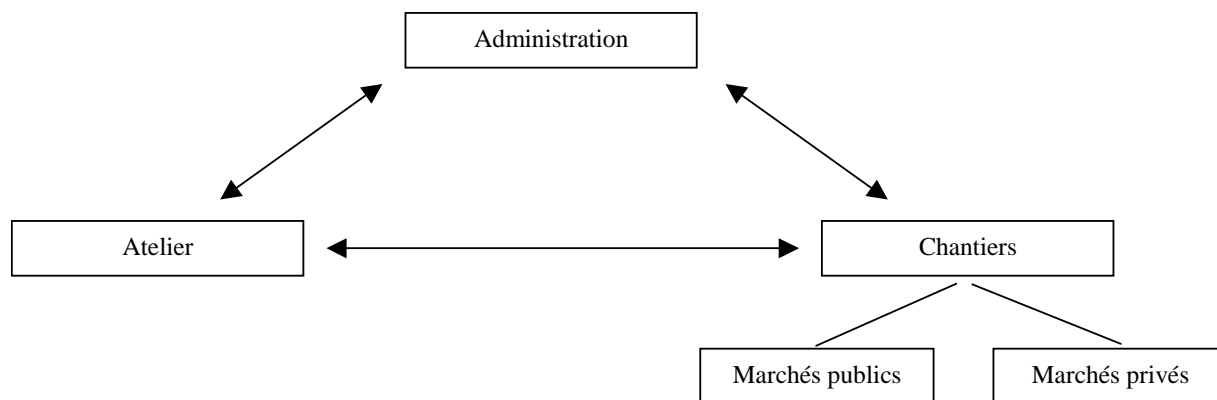 Administration
Atelier
Chantiers
Marchés publics
Marchés privés